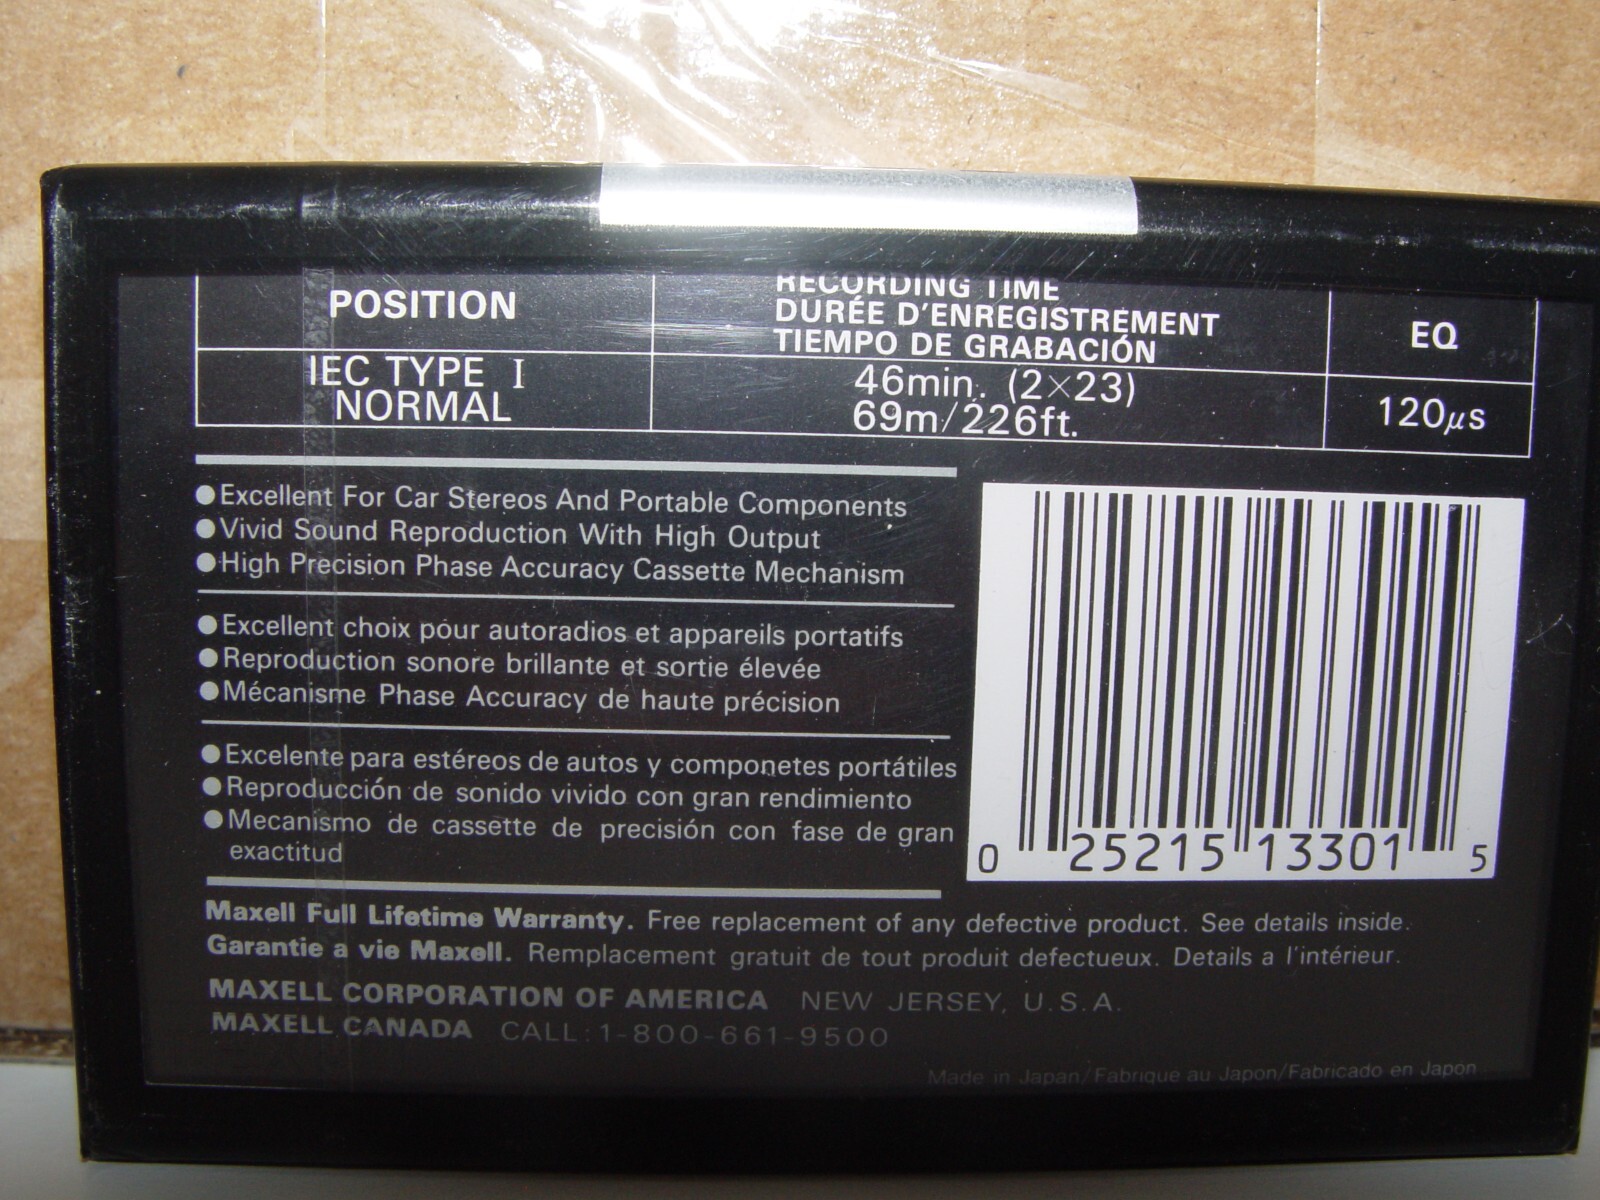 POSITION
RECORDING TIME
DURÉE D'ENREGISTREMENT
TIEMPO DE GRABACIÓN
EQ
IEC TYPE I
NORMAL
46min. (2×23)
69m/226ft.
120µs
●Excellent For Car Stereos And Portable Components
●Vivid Sound Reproduction With High Output
●High Precision Phase Accuracy Cassette Mechanism
●Excellent choix pour autoradios et appareils portatifs
●Reproduction sonore brillante et sortie élevée
●Mécanisme Phase Accuracy de haute précision
●Excelente para estéreos de autos y componetes portátiles
●Reproducción de sonido vivido con gran rendimiento
●Mecanismo de cassette de precisión con fase de gran
exactitud
0 25215 13301 5
Maxell Full Lifetime Warranty. Free replacement of any defective product. See details inside.
Garantie a vie Maxell. Remplacement gratuit de tout produit defectueux. Details a l'intérieur.
MAXELL CORPORATION OF AMERICA NEW JERSEY, U.S.A.
MAXELL CANADA CALL:1-800-661-9500
Made in Japan/Fabrique au Japon/Fabricado en Japon